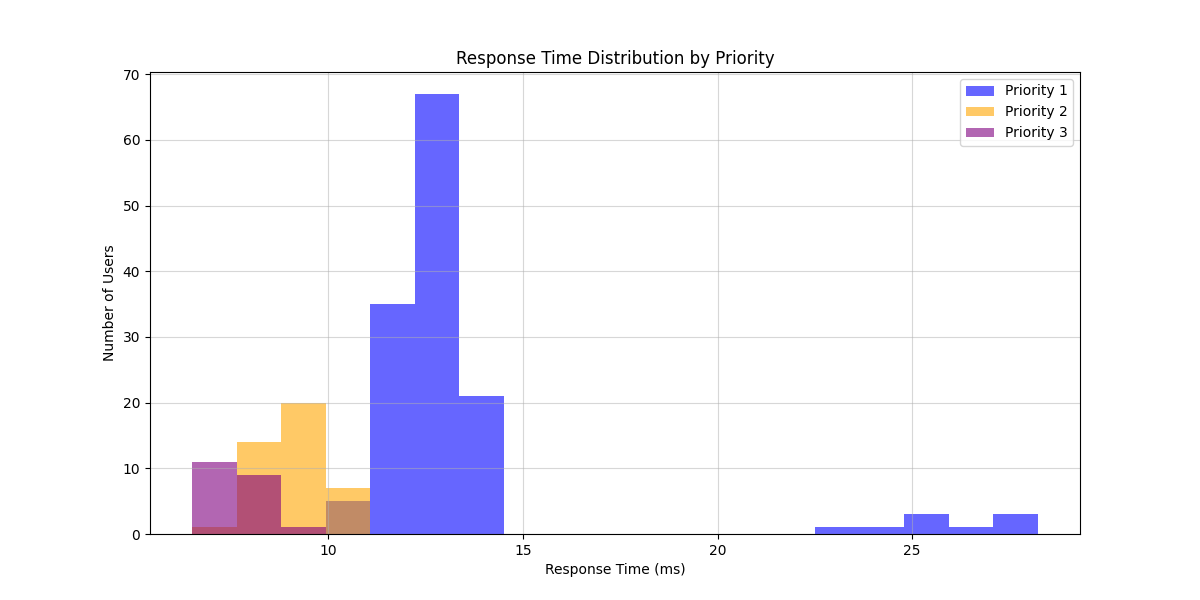 Response Time Distribution by Priority
70
60
50
40
30
20
10
0
Number of Users
Priority 1
Priority 2
Priority 3
10 15 20 25
Response Time (ms)